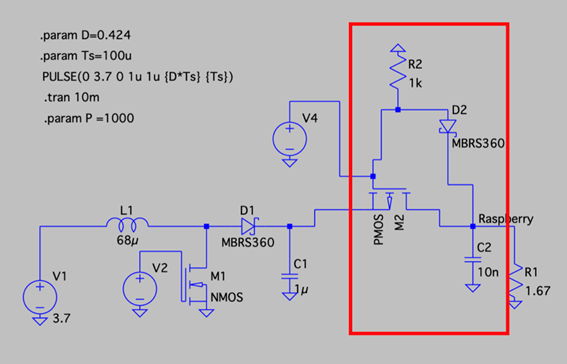 .param D=0.424
.param Ts=100u
PULSE(0 3.7 0 1u 1u {D*Ts} {Ts})
.tran 10m
.param P =1000
R2
1k
D2
MBRS360
V4
PMOS
M2
Raspberry
L1
68µ
D1
MBRS360
V1
3.7
V2
M1
NMOS
C1
1µ
C2
10n
R1
1.67